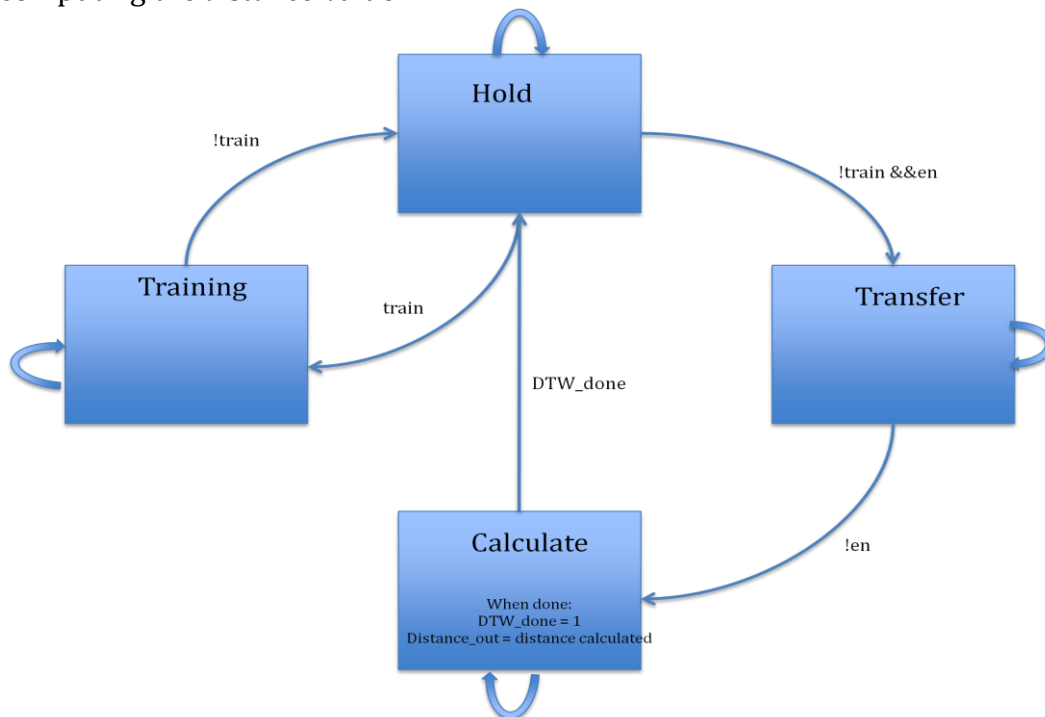 Hold
!train
!train &&en
Training
Transfer
train
DTW_done
Calculate
!en
When done:
DTW_done = 1
Distance_out = distance calculated